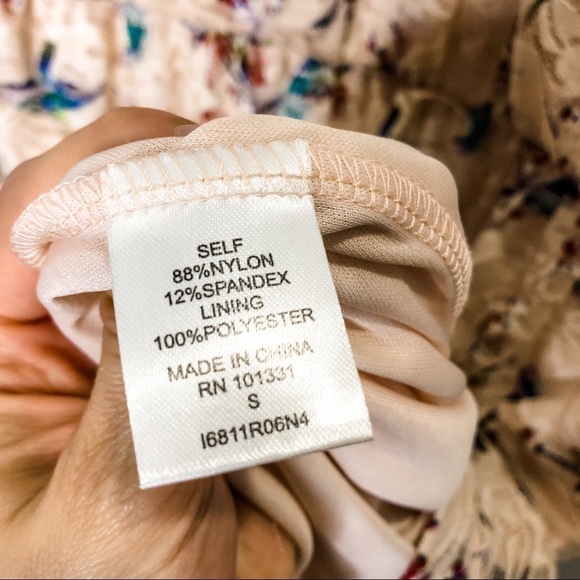 SELF
88%NYLON
12%SPANDEX
LINING
100%POLYESTER
MADE IN CHINA
RN 101331
S
I6811R06N4